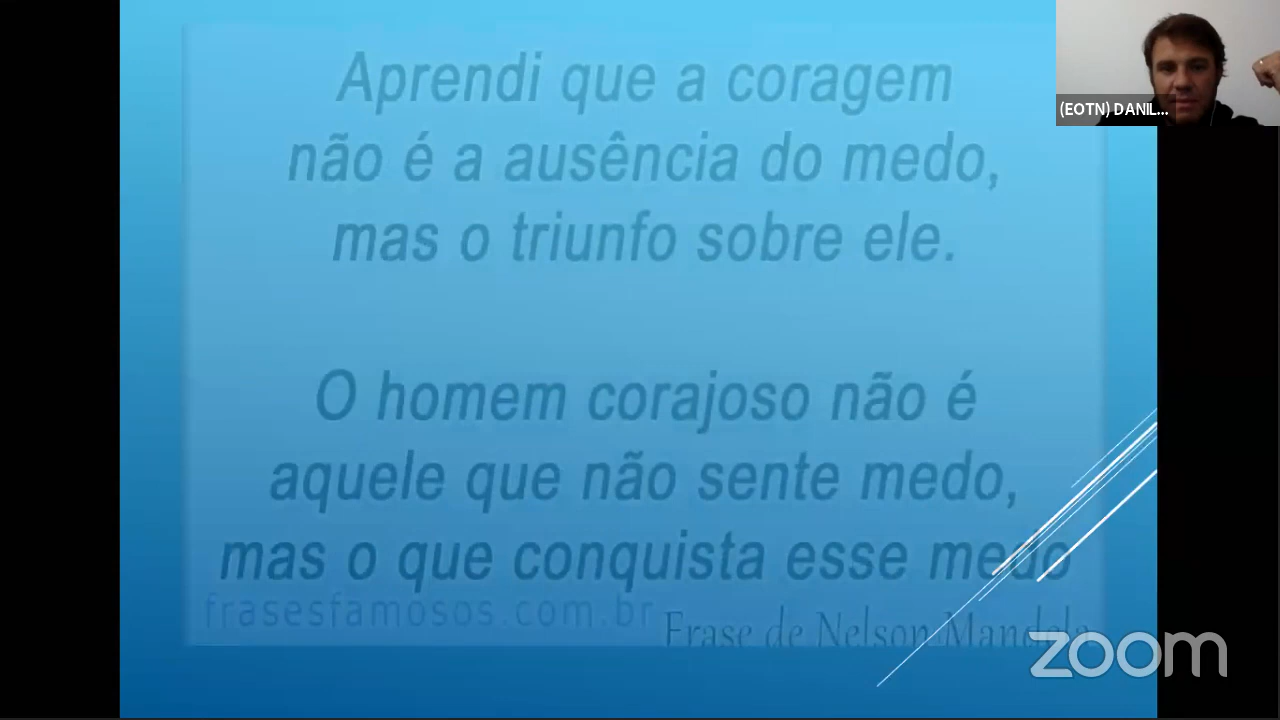 Aprendi que a coragem
não é a ausência do medo,
mas o triunfo sobre ele.
O homem corajoso não é
aquele que não sente medo,
mas o que conquista esse medo
frasesfamosos.com.br
Frase de Nelson Mandela
(EOTN) DANIL...
zoom